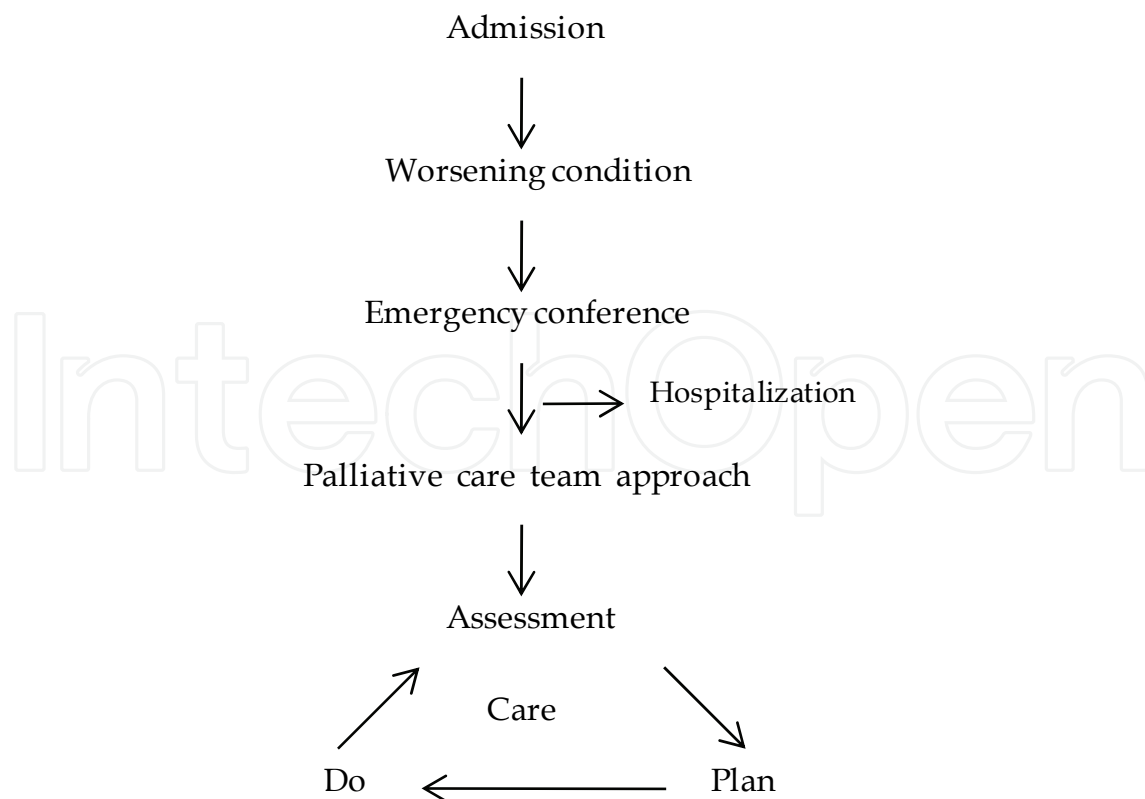 Admission
Worsening condition
Emergency conference
Hospitalization
IntechOpen
Palliative care team approach
Assessment
Care
Do
Plan